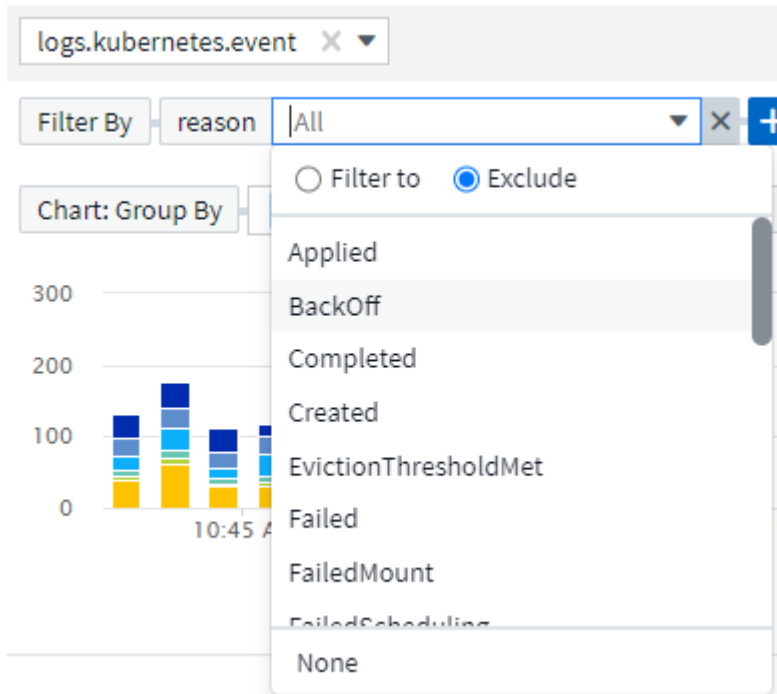 logs.kubernetes.event
Filter By reason All
Filter to Exclude
Chart: Group By
Applied
300
BackOff
200
Completed
Created
100
EvictionThresholdMet
0
Failed
10:45 A
FailedMount
FailedScheduling
None